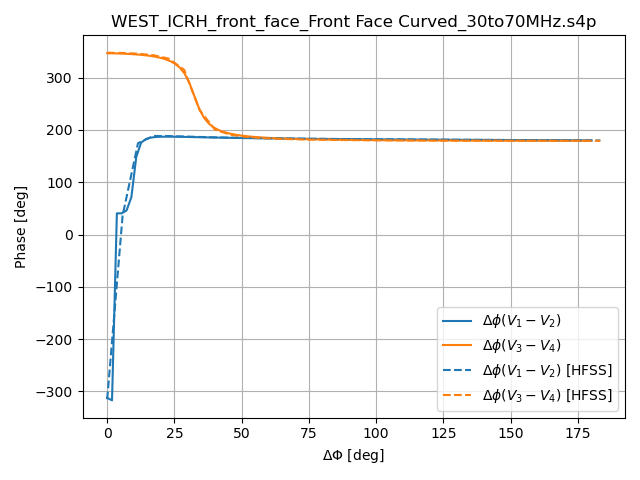 WEST_ICRH_front_face_Front Face Curved_30to70MHz.s4p
300
200
100
0
−100
−200
−300
Phase [deg]
0 25 50 75 100 125 150 175
ΔΦ [deg]
Δϕ(V₁ − V₂)
Δϕ(V₃ − V₄)
Δϕ(V₁ − V₂) [HFSS]
Δϕ(V₃ − V₄) [HFSS]